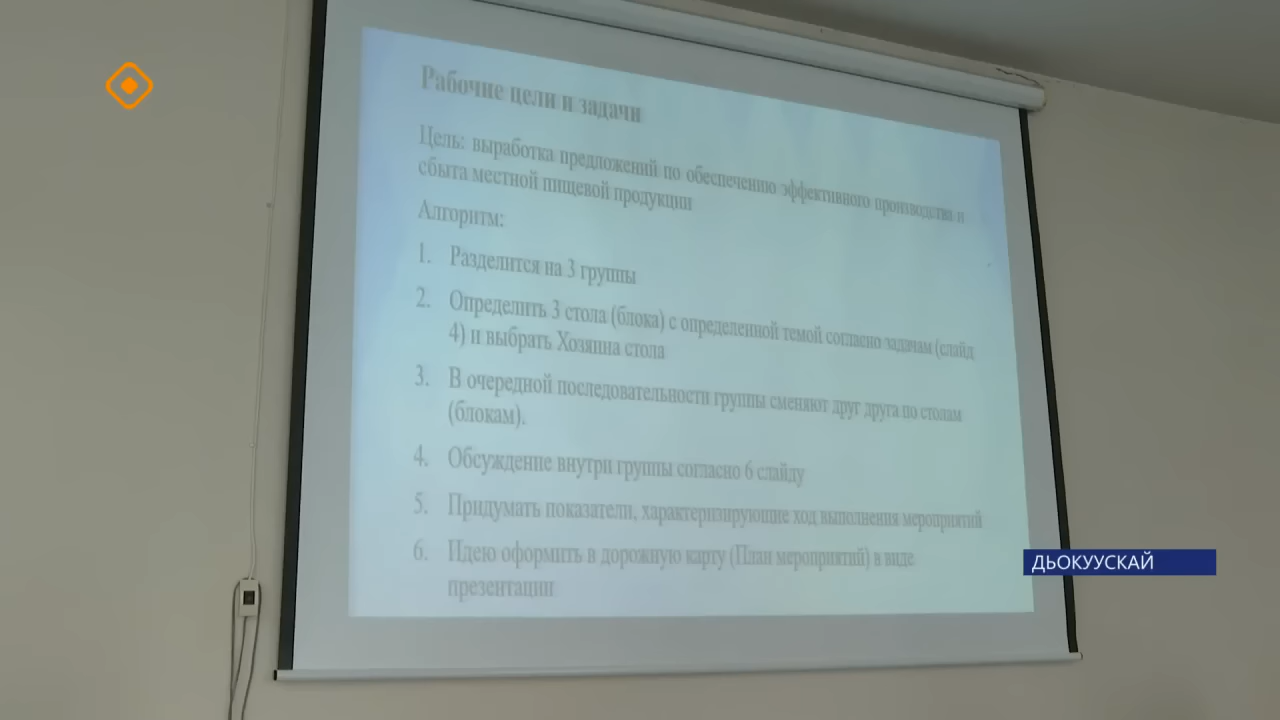 Рабочие цели и задачи
Цель: выработка предложений по обеспечению эффективного производства и
сбыта местной пищевой продукции
Алгоритм:
1. Разделится на 3 группы
2. Определить 3 стола (блока) с определенной темой согласно задачам (слайд
4) и выбрать Хозяина стола
3. В очередной последовательности группы сменяют друг друга по столам
(блокам).
4. Обсуждение внутри группы согласно 6 слайду
5. Придумать показатели, характеризирующие ход выполнения мероприятий
6. Идею оформить в дорожную карту (План мероприятий) в виде
презентации
ДЬОКУУСКАЙ